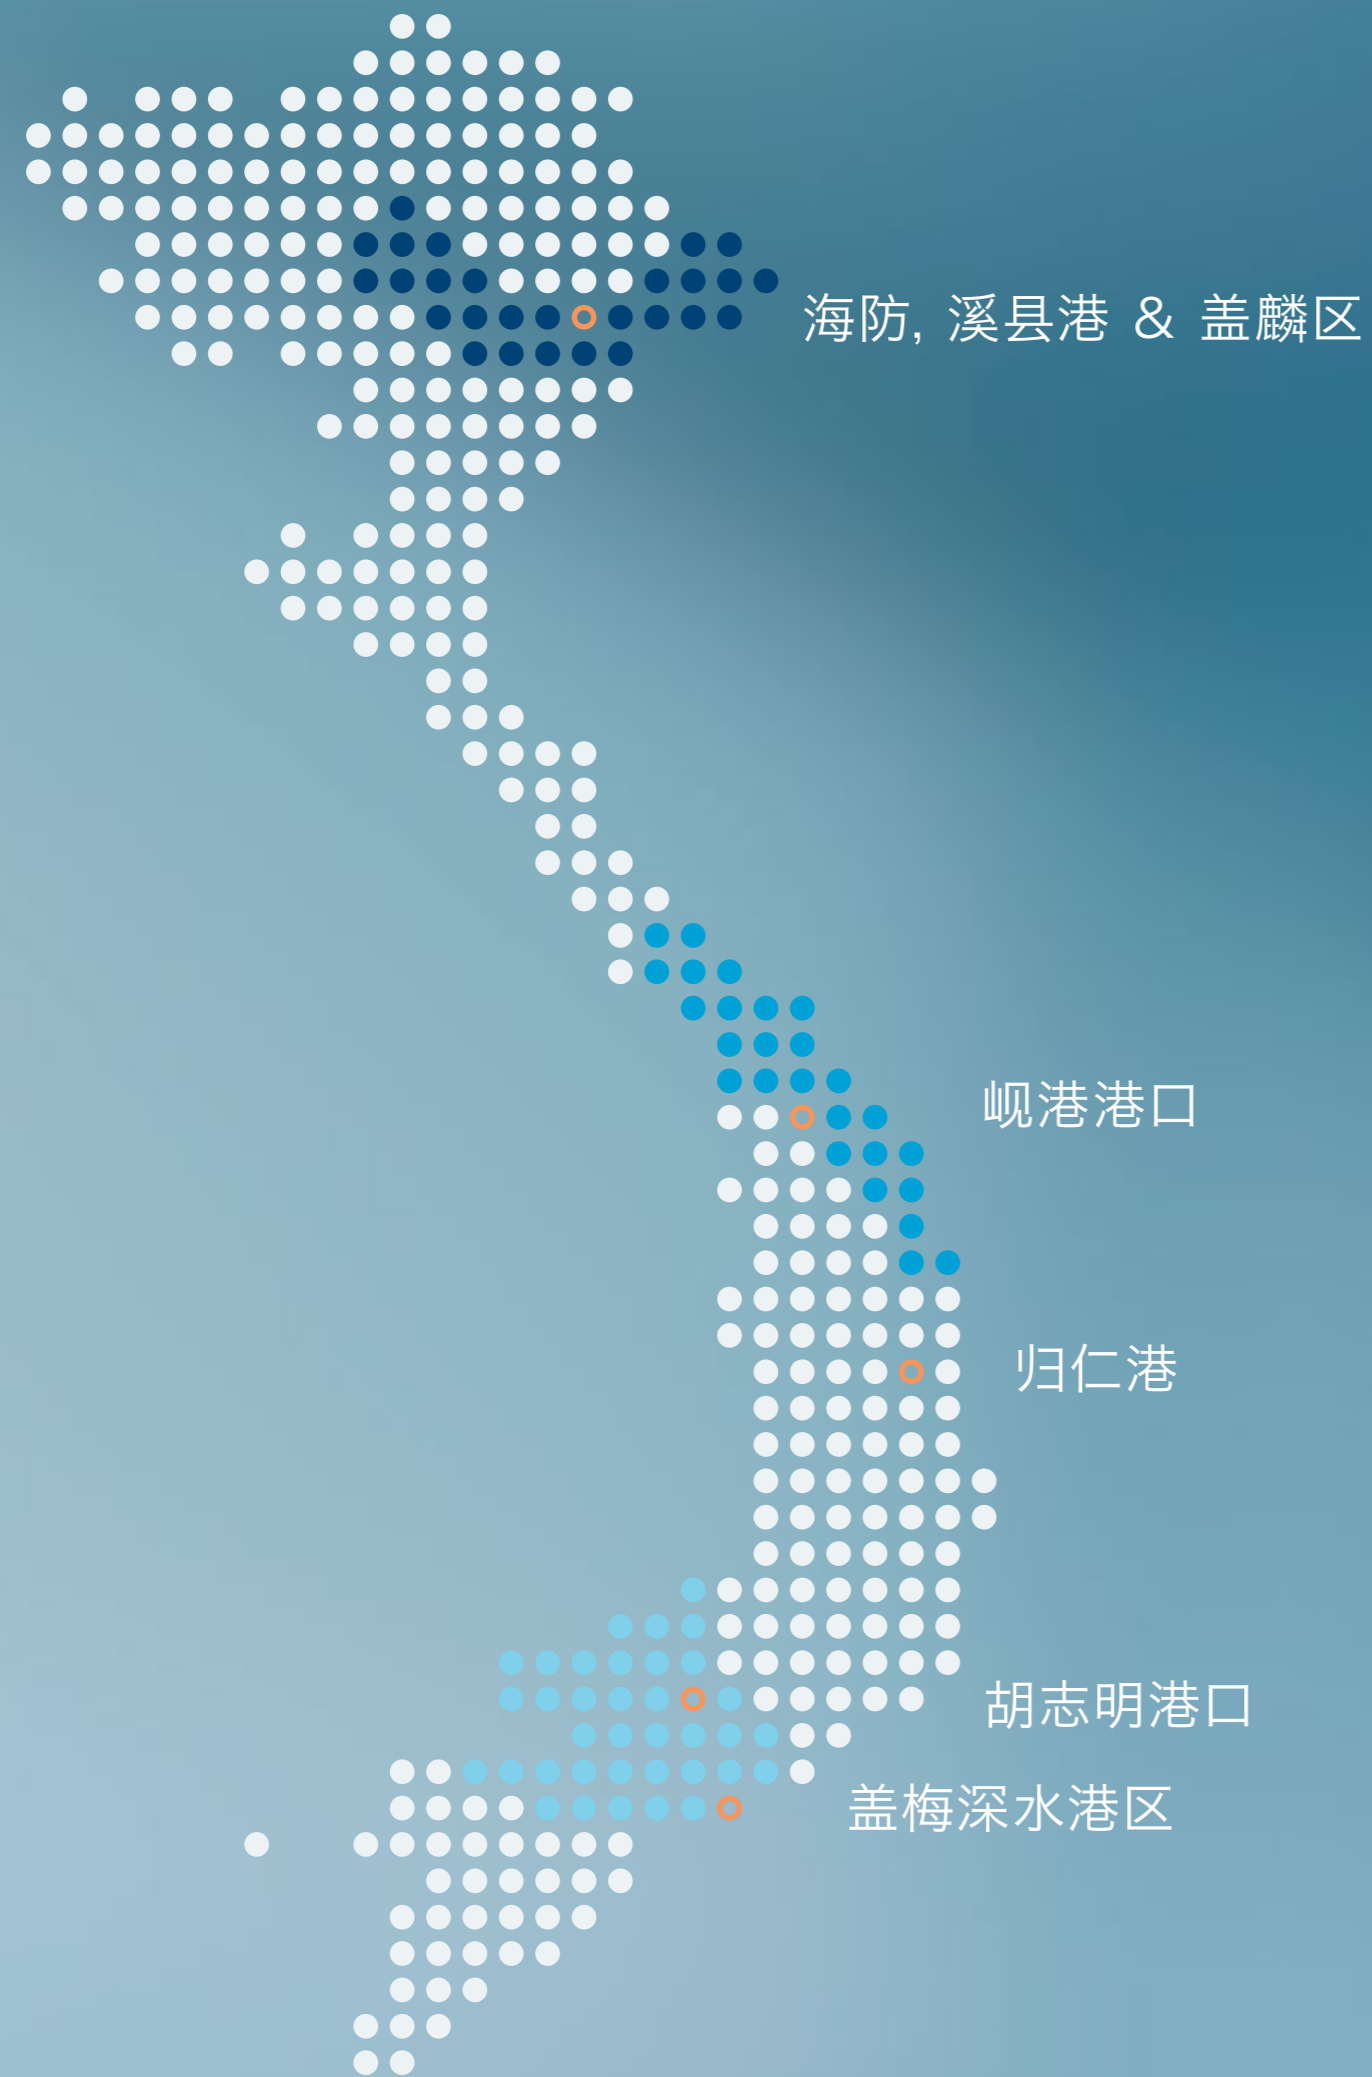 海防, 溪县港 & 盖麟区
岘港港口
归仁港
胡志明港口
盖梅深水港区